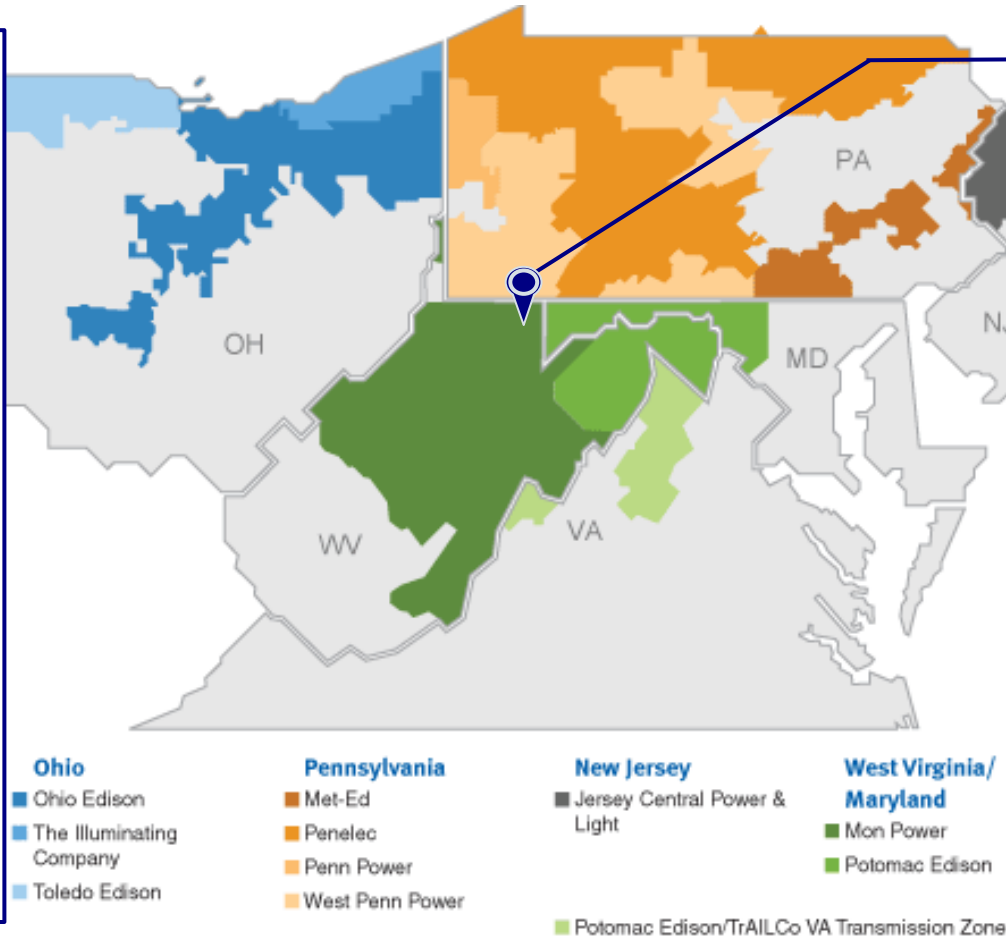 PA
OH
MD
NJ
WV
VA
Ohio
Ohio Edison
The Illuminating
Company
Toledo Edison
Pennsylvania
Met-Ed
Penelec
Penn Power
West Penn Power
New Jersey
Jersey Central Power &
Light
West Virginia/
Maryland
Mon Power
Potomac Edison
Potomac Edison/TrAILCo VA Transmission Zone